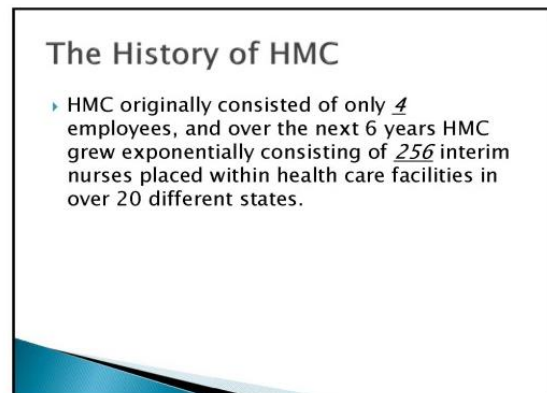 The History of HMC
HMC originally consisted of only 4
employees, and over the next 6 years HMC
grew exponentially consisting of 256 interim
nurses placed within health care facilities in
over 20 different states.